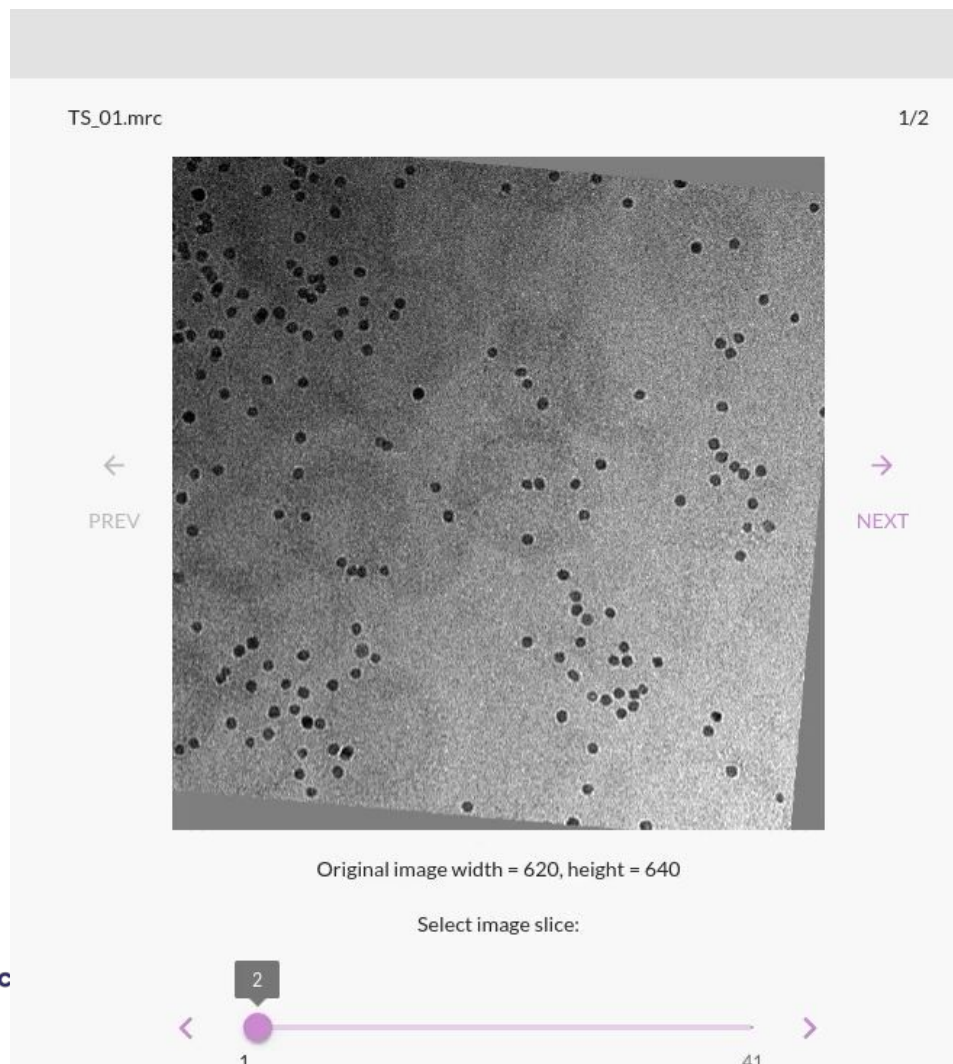 TS_01.mrc 1/2
PREV
NEXT
Original image width = 620, height = 640
Select image slice:
c
2
1 41